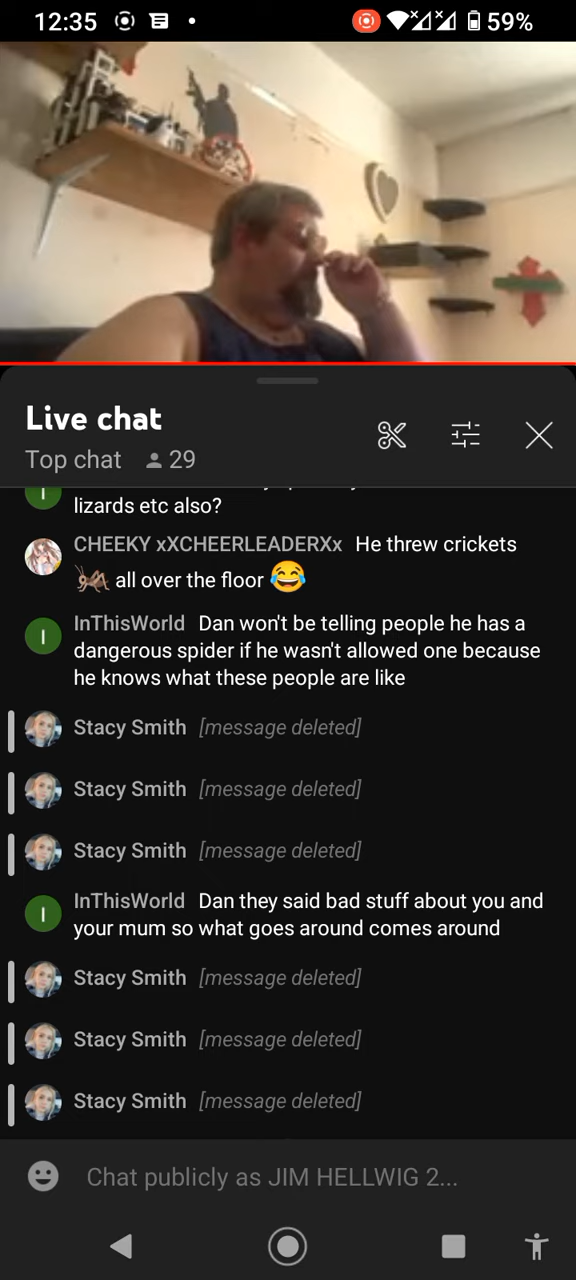 12:35
59%
Live chat
Top chat 29
lizards etc also?
CHEEKY xXCHEERLEADERXx He threw crickets
🦗 all over the floor 😂
InThisWorld Dan won't be telling people he has a
dangerous spider if he wasn't allowed one because
he knows what these people are like
Stacy Smith [message deleted]
Stacy Smith [message deleted]
Stacy Smith [message deleted]
InThisWorld Dan they said bad stuff about you and
your mum so what goes around comes around
Stacy Smith [message deleted]
Stacy Smith [message deleted]
Stacy Smith [message deleted]
Chat publicly as JIM HELLWIG 2...